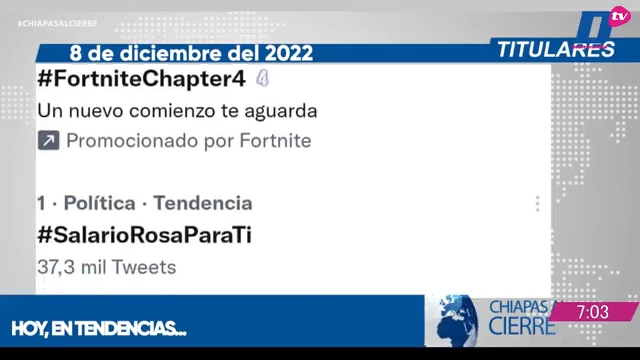 #CHIAPASALCIERRE
tv
8 de diciembre del 2022
TITULARES
#FortniteChapter4
Un nuevo comienzo te aguarda
Promocionado por Fortnite
1 · Política · Tendencia
#SalarioRosaParaTi
37,3 mil Tweets
HOY, EN TENDENCIAS...
CHIAPAS
CIERRE
7:03